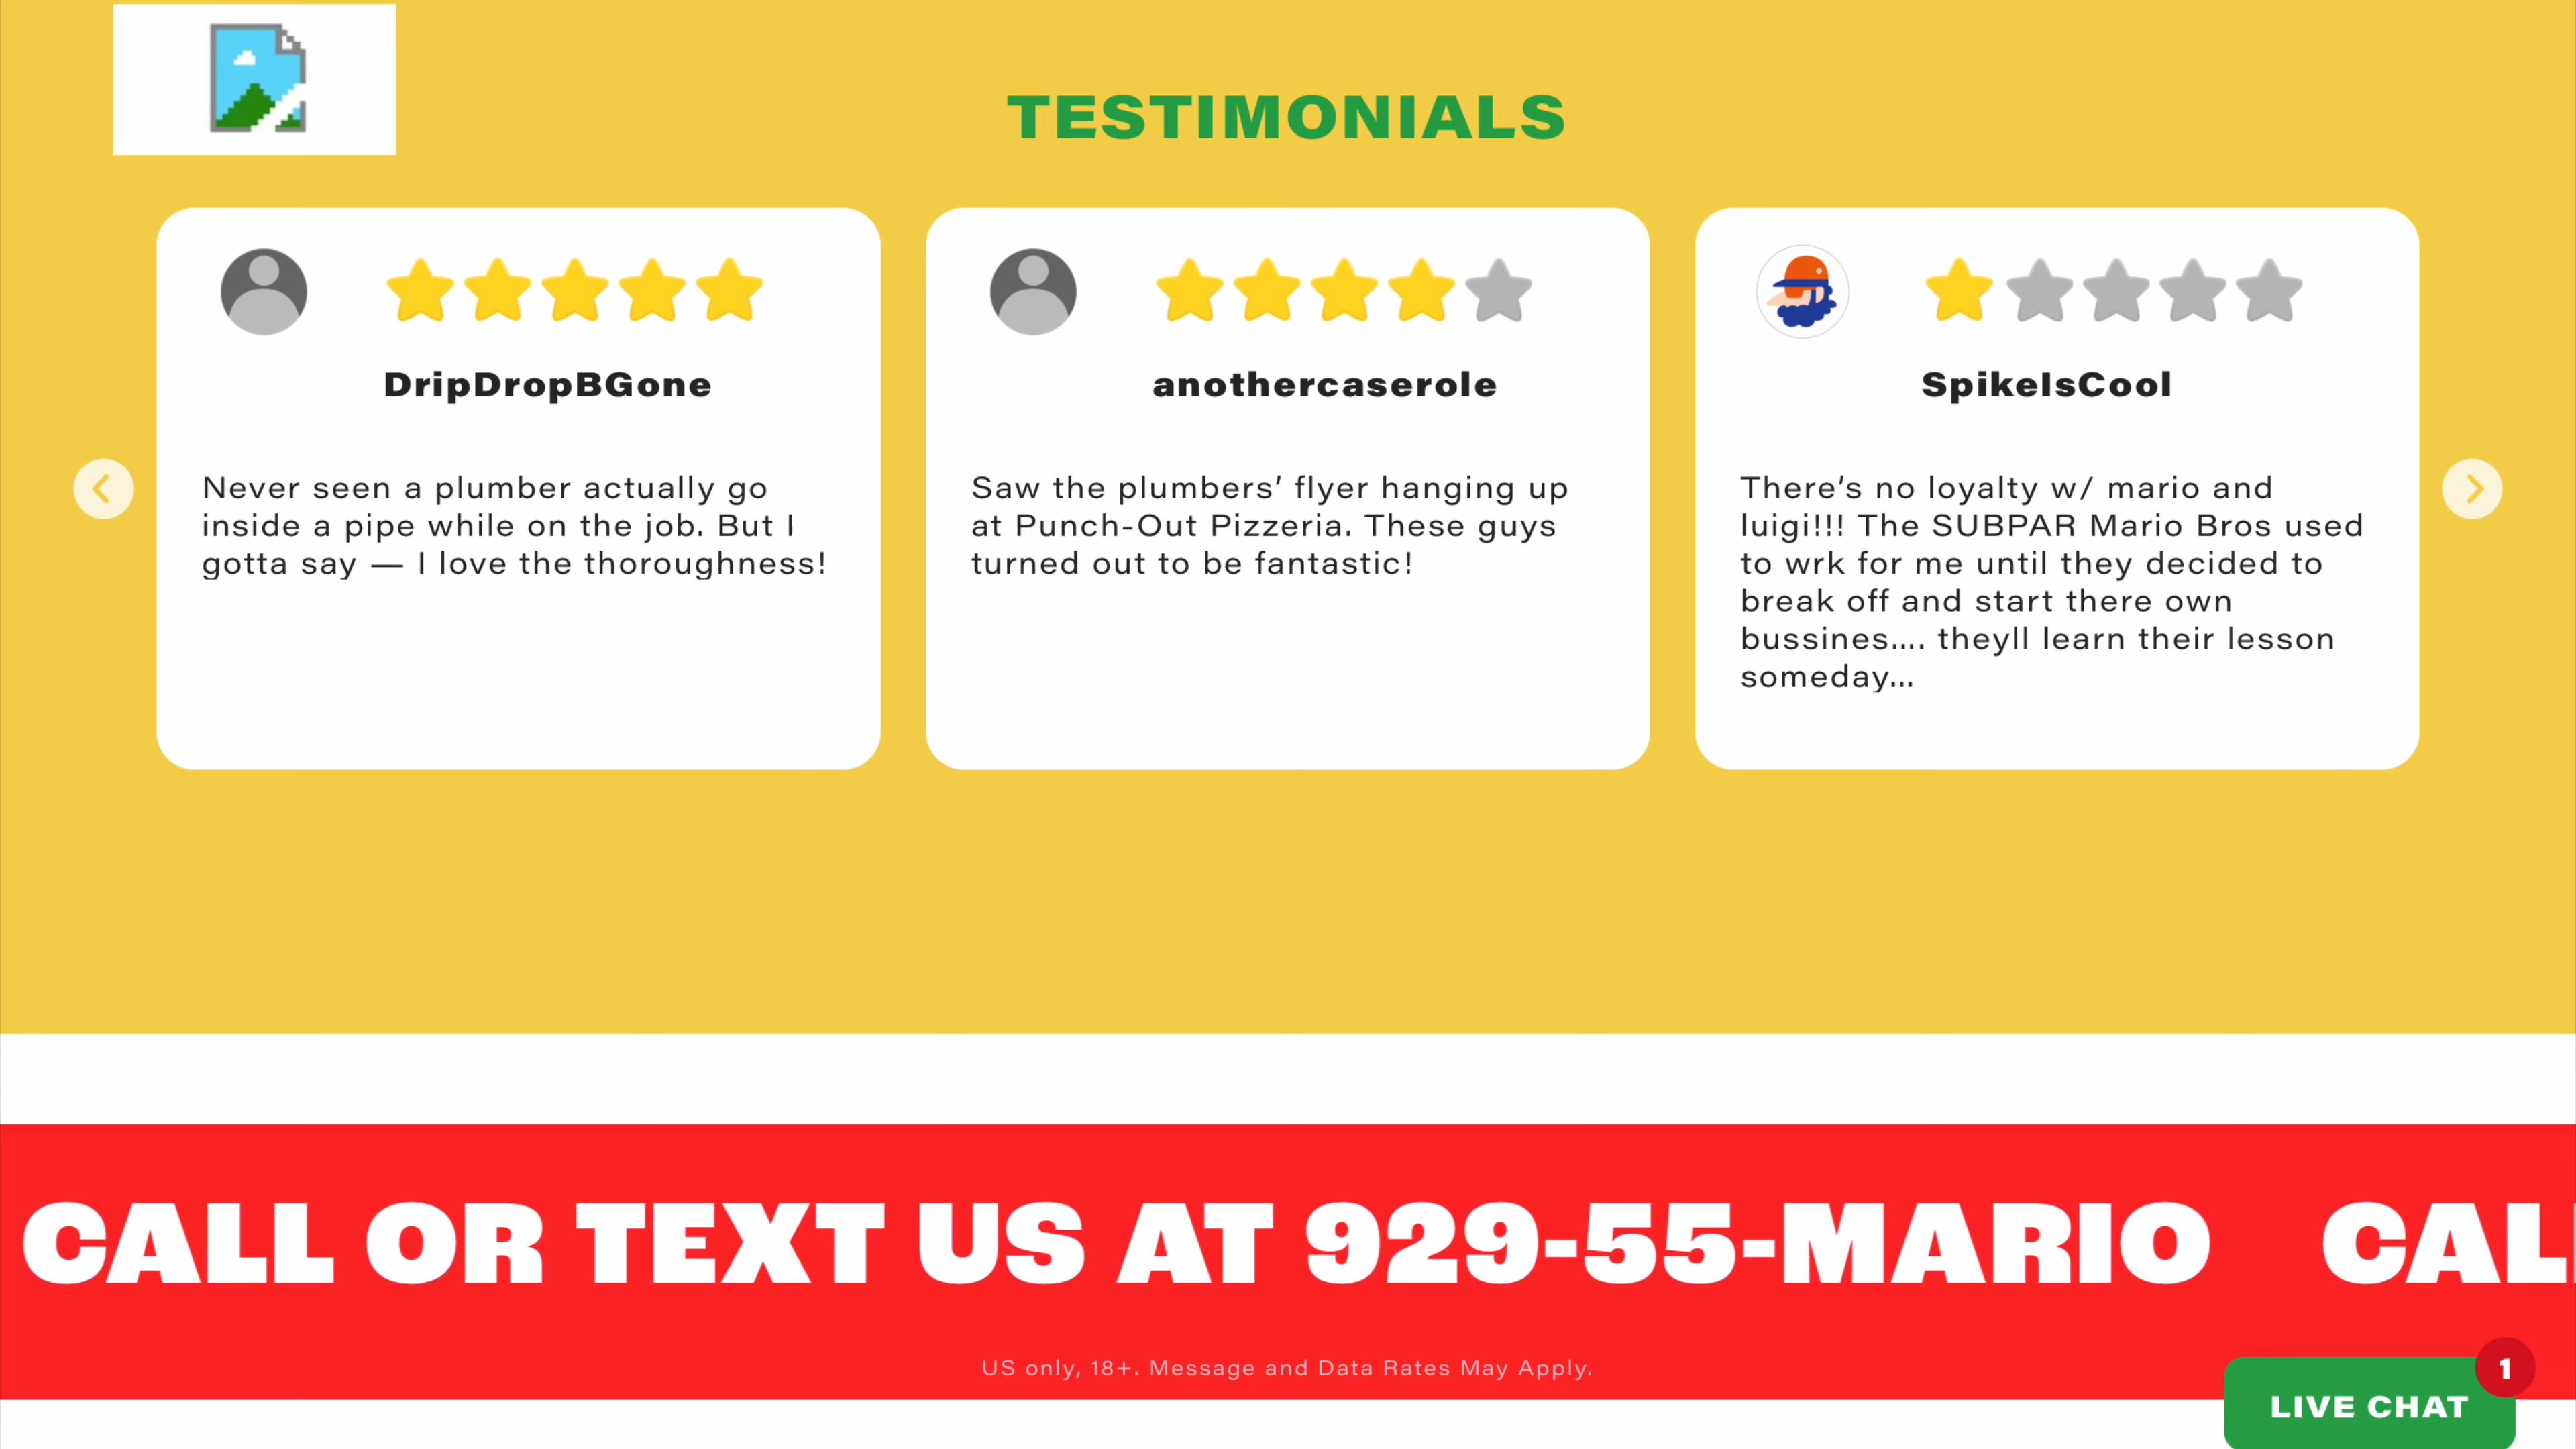 TESTIMONIALS
DripDropBGone
Never seen a plumber actually go
inside a pipe while on the job. But I
gotta say — I love the thoroughness!
anothercaserole
Saw the plumbers’ flyer hanging up
at Punch-Out Pizzeria. These guys
turned out to be fantastic!
SpikeIsCool
There’s no loyalty w/ mario and
luigi!!! The SUBPAR Mario Bros used
to wrk for me until they decided to
break off and start there own
bussines.... theyll learn their lesson
someday...
CALL OR TEXT US AT 929-55-MARIO CALL
US only, 18+. Message and Data Rates May Apply.
1
LIVE CHAT